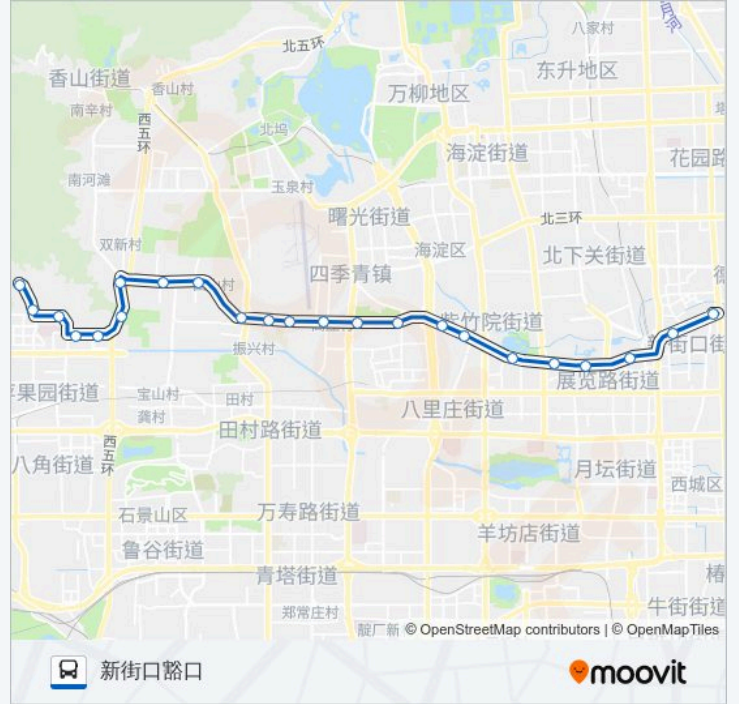 北五环
八家村
香山街道
香山村
万柳地区
东升地区
南辛村
西五环
北坞
海淀街道
花园路
南河滩
玉泉村
曙光街道
北三环
双新村
海淀区
北下关街道
四季青镇
紫竹院街道
振兴村
街口街
展览路街道
苹果园街道
宝山村
田村
龚村
八里庄街道
田村路街道
西五环
八角街道
月坛街道
西城区
石景山区
万寿路街道
羊坊店街道
鲁谷街道
青塔街道
椿
郑常庄村
牛街街道
靛厂新
© OpenStreetMap contributors | © OpenMapTiles
新街口豁口
moovit